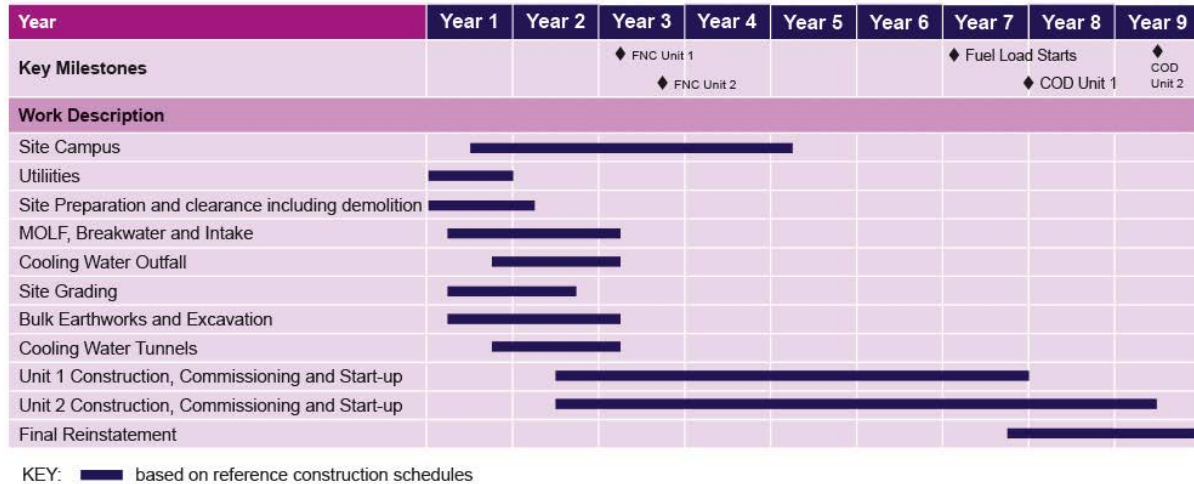 Year Year 1 Year 2 Year 3 Year 4 Year 5 Year 6 Year 7 Year 8 Year 9
Key Milestones
FNC Unit 1
FNC Unit 2
Fuel Load Starts
COD Unit 1
COD
Unit 2
Work Description
Site Campus
Utiliities
Site Preparation and clearance including demolition
MOLF, Breakwater and Intake
Cooling Water Outfall
Site Grading
Bulk Earthworks and Excavation
Cooling Water Tunnels
Unit 1 Construction, Commissioning and Start-up
Unit 2 Construction, Commissioning and Start-up
Final Reinstatement
KEY: based on reference construction schedules